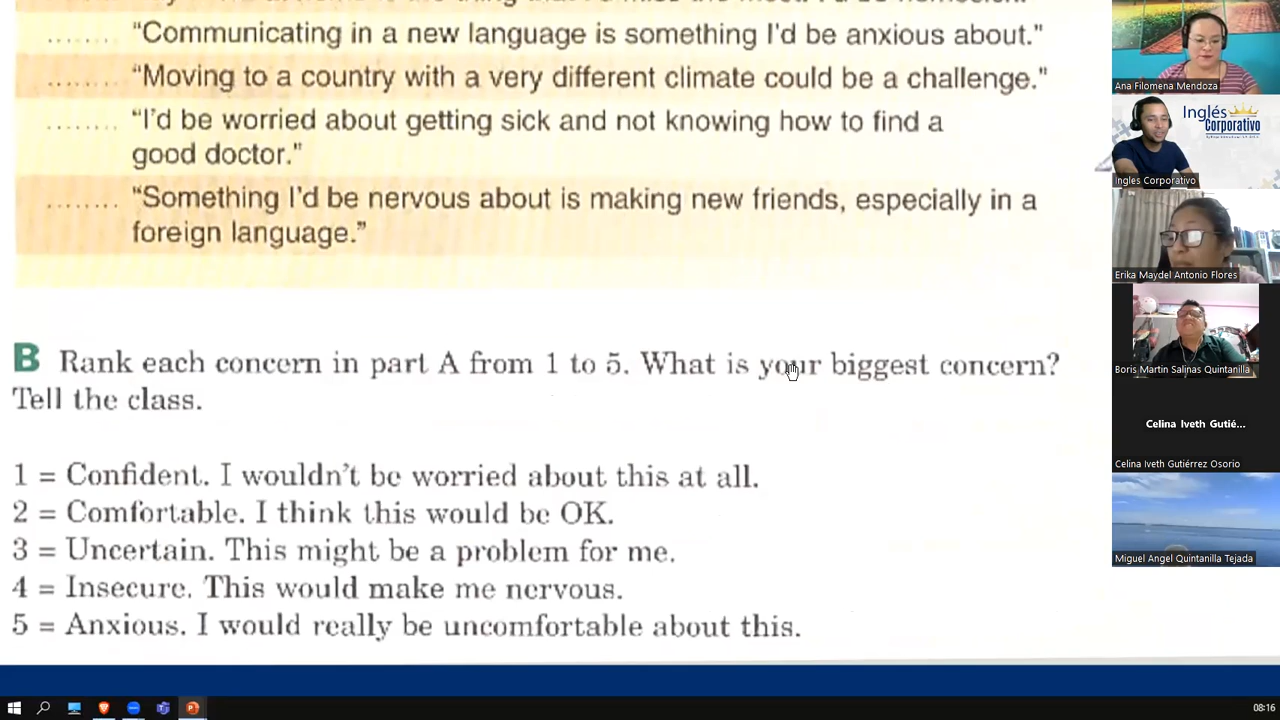 ........ "Communicating in a new language is something I'd be anxious about."
........ "Moving to a country with a very different climate could be a challenge."
........ "I'd be worried about getting sick and not knowing how to find a
good doctor."
........ "Something I'd be nervous about is making new friends, especially in a
foreign language."
B Rank each concern in part A from 1 to 5. What is your biggest concern?
Tell the class.
1 = Confident. I wouldn't be worried about this at all.
2 = Comfortable. I think this would be OK.
3 = Uncertain. This might be a problem for me.
4 = Insecure. This would make me nervous.
5 = Anxious. I would really be uncomfortable about this.
Ana Filomena Mendoza
Inglés
Corporativo
Ingles Corporativo
Erika Maydel Antonio Flores
Boris Martin Salinas Quintanilla
Celina Iveth Gutié...
Celina Iveth Gutiérrez Osorio
Miguel Angel Quintanilla Tejada
08:16